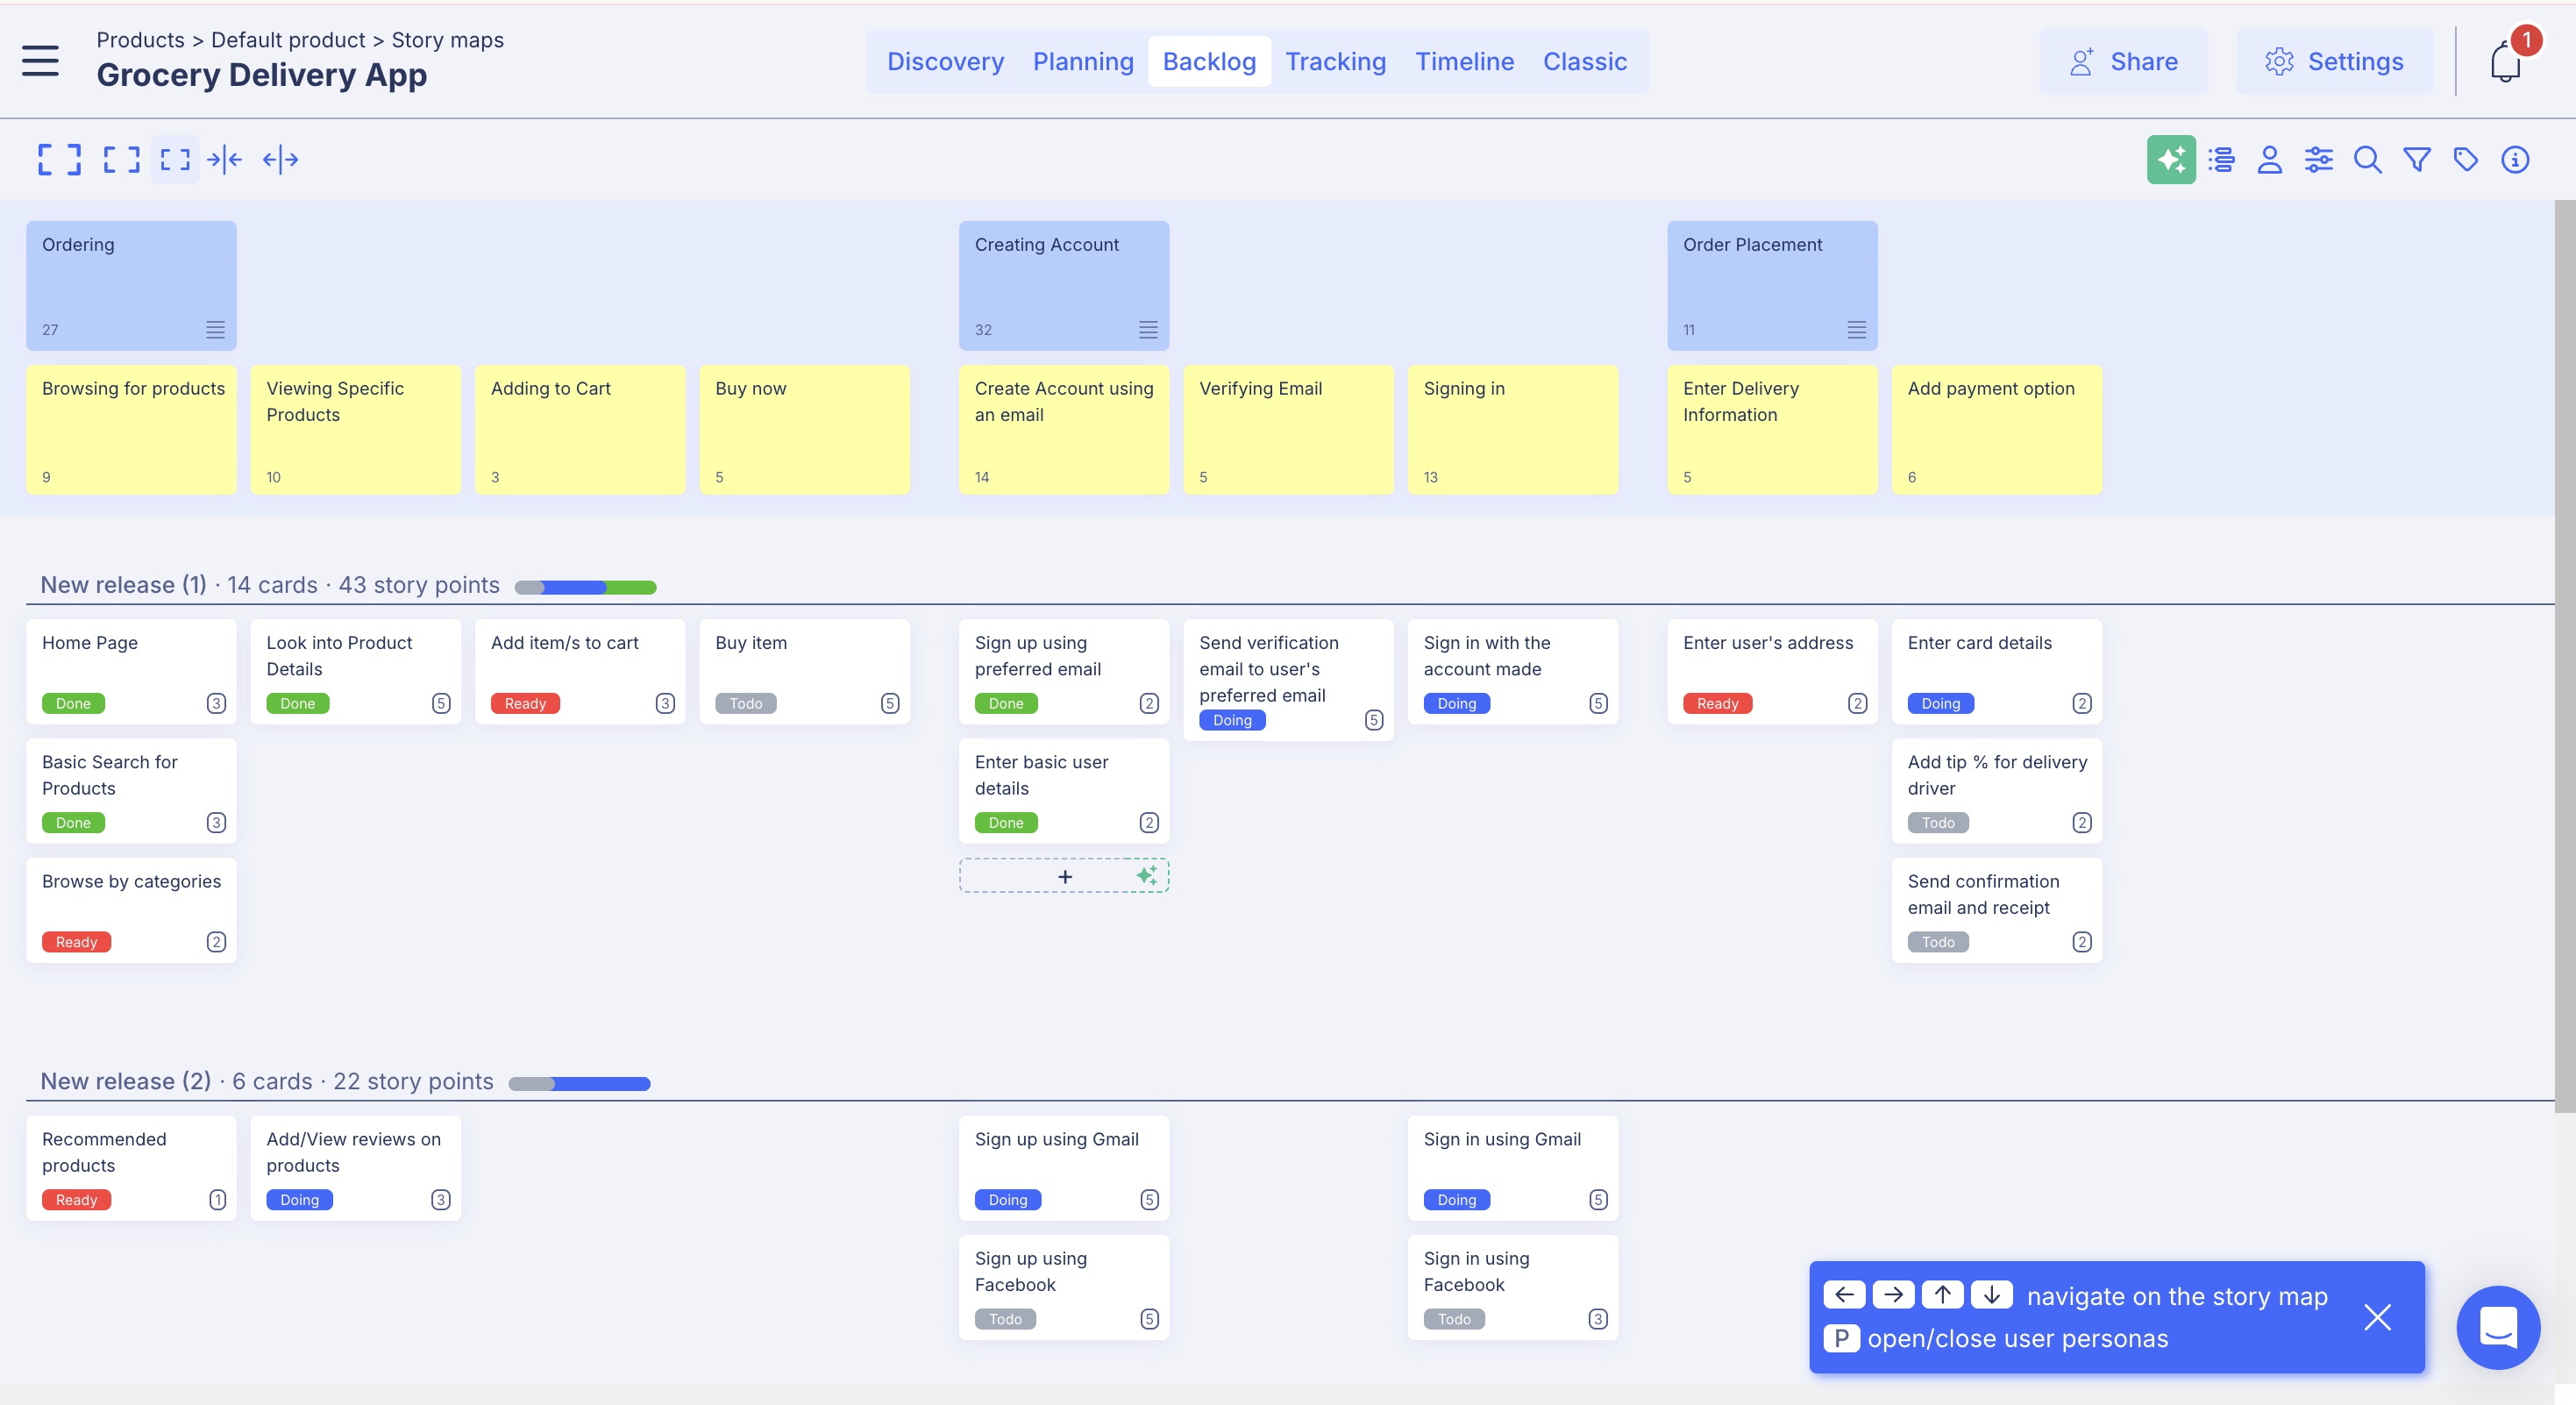 Products > Default product > Story maps
Grocery Delivery App
Discovery Planning Backlog Tracking Timeline Classic
Share
Settings
1
Ordering
27
Creating Account
32
Order Placement
11
Browsing for products
9
Viewing Specific
Products
10
Adding to Cart
3
Buy now
5
Create Account using
an email
14
Verifying Email
5
Signing in
13
Enter Delivery
Information
5
Add payment option
6
New release (1) · 14 cards · 43 story points
Home Page
Done 3
Look into Product
Details
Done 5
Add item/s to cart
Ready 3
Buy item
Todo 5
Sign up using
preferred email
Done 2
Send verification
email to user's
preferred email
Doing 5
Sign in with the
account made
Doing 5
Enter user's address
Ready 2
Enter card details
Doing 2
Basic Search for
Products
Done 3
Enter basic user
details
Done 2
Add tip % for delivery
driver
Todo 2
Browse by categories
Ready 2
+
Send confirmation
email and receipt
Todo 2
New release (2) · 6 cards · 22 story points
Recommended
products
Ready 1
Add/View reviews on
products
Doing 3
Sign up using Gmail
Doing 5
Sign in using Gmail
Doing 5
Sign up using
Facebook
Todo 5
Sign in using
Facebook
Todo 3
← → ↑ ↓ navigate on the story map
P open/close user personas